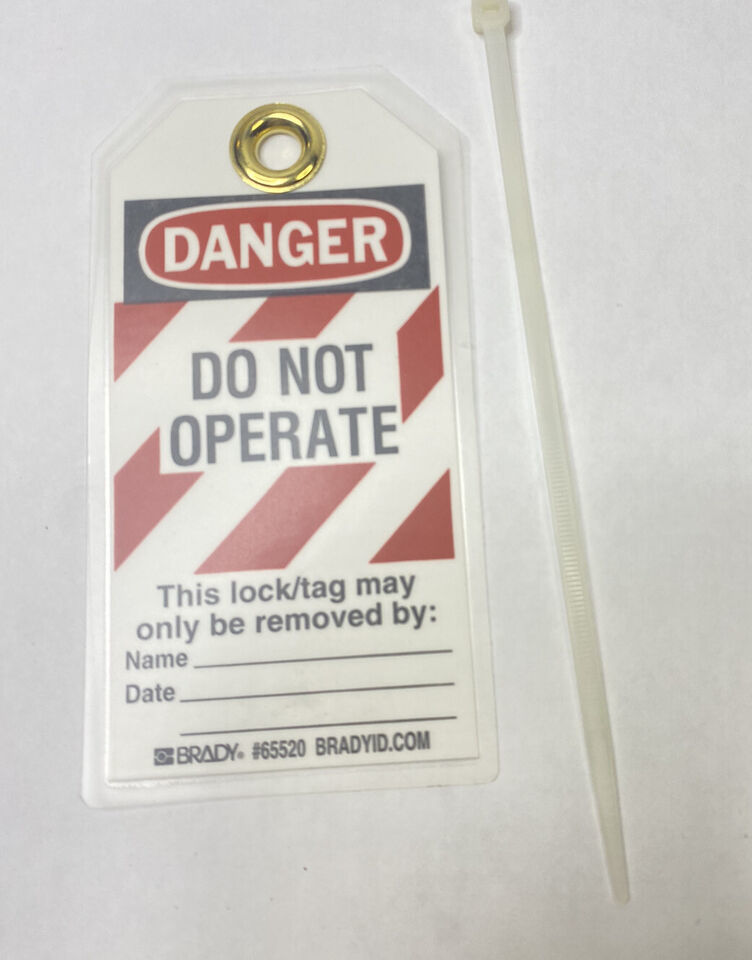 DANGER
DO NOT
OPERATE
This lock/tag may
only be removed by:
Name
Date
BRADY® #65520 BRADYID.COM